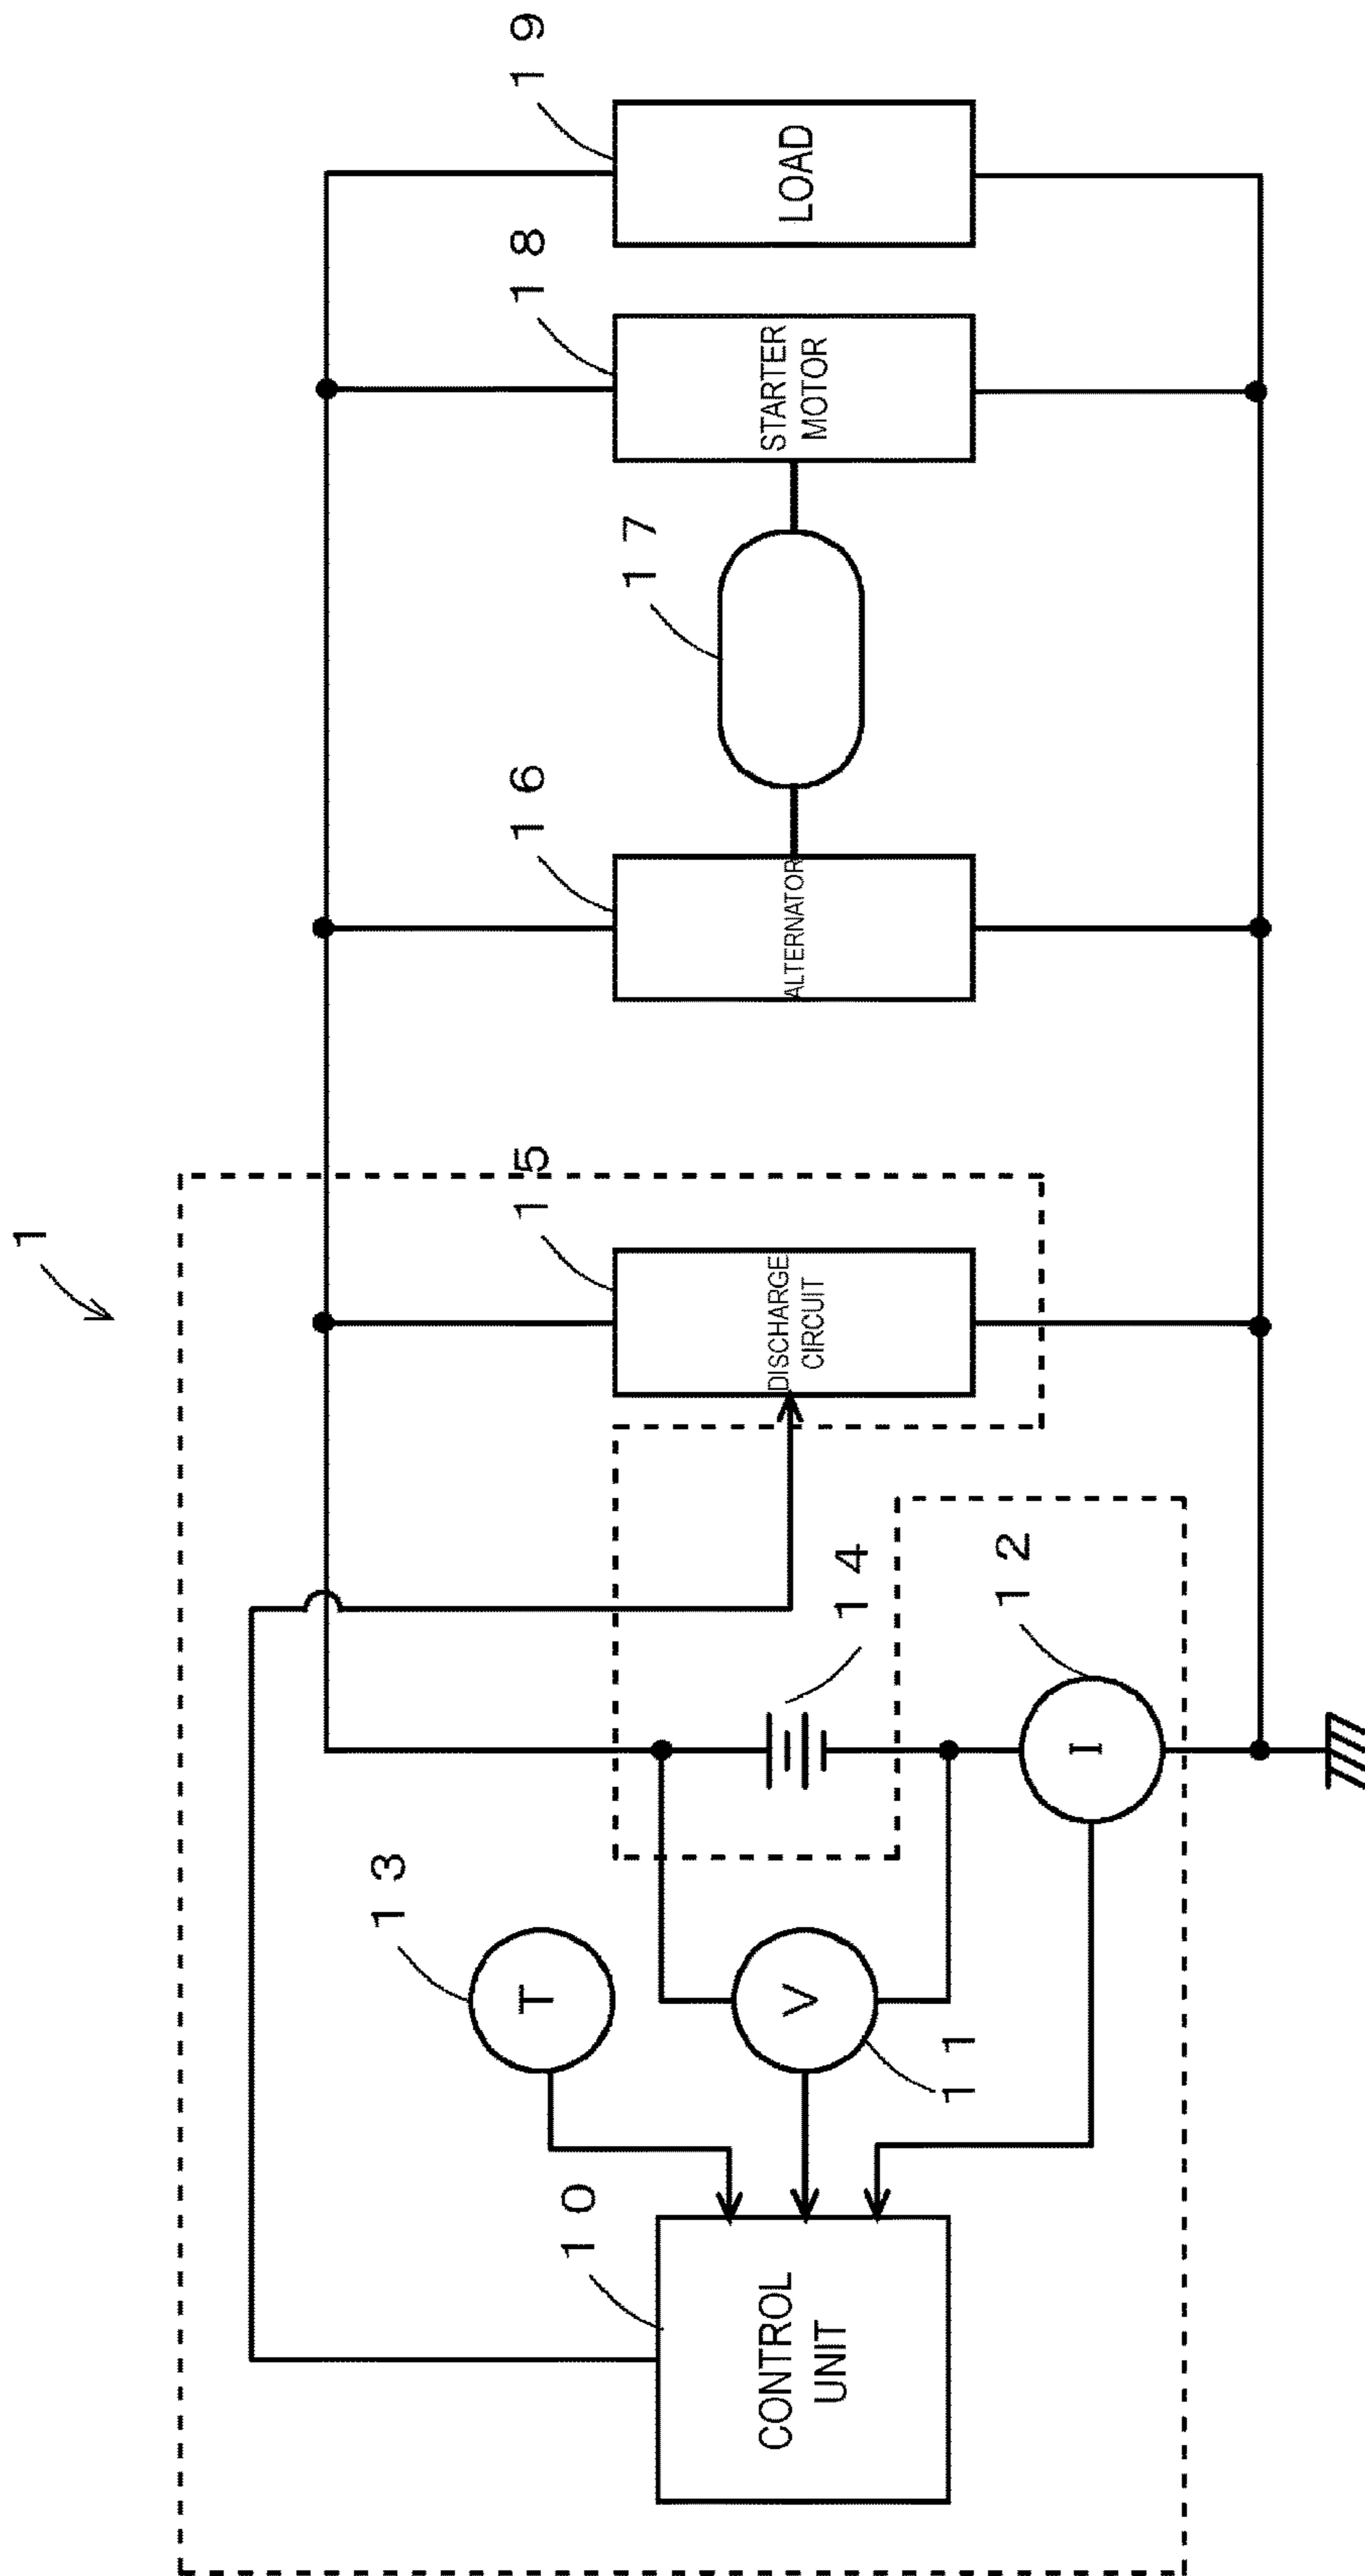 1
10
CONTROL
UNIT
13
T
V
11
14
12
I
15
DISCHARGE
CIRCUIT
16
ALTERNATOR
17
18
STARTER
MOTOR
19
LOAD